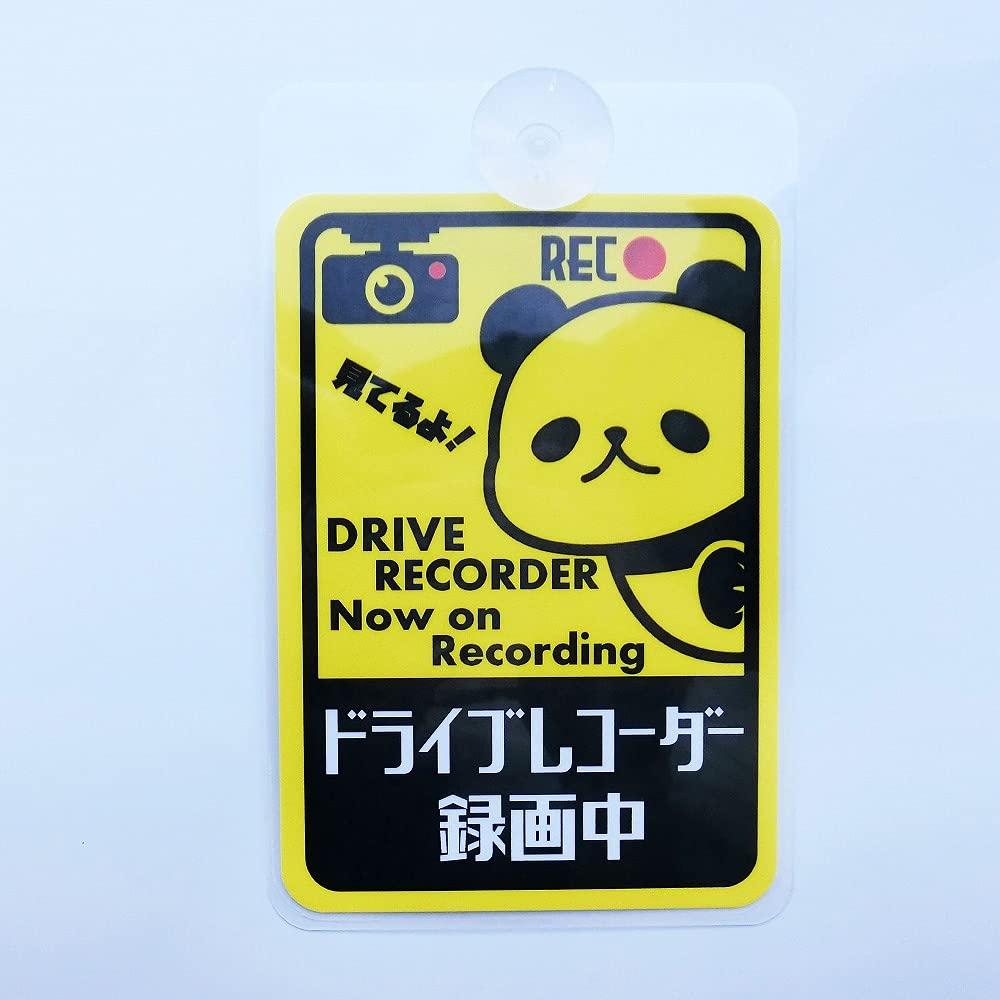 REC
見てるよ!
DRIVE
RECORDER
Now on
Recording
ドライブレコーダー
録画中